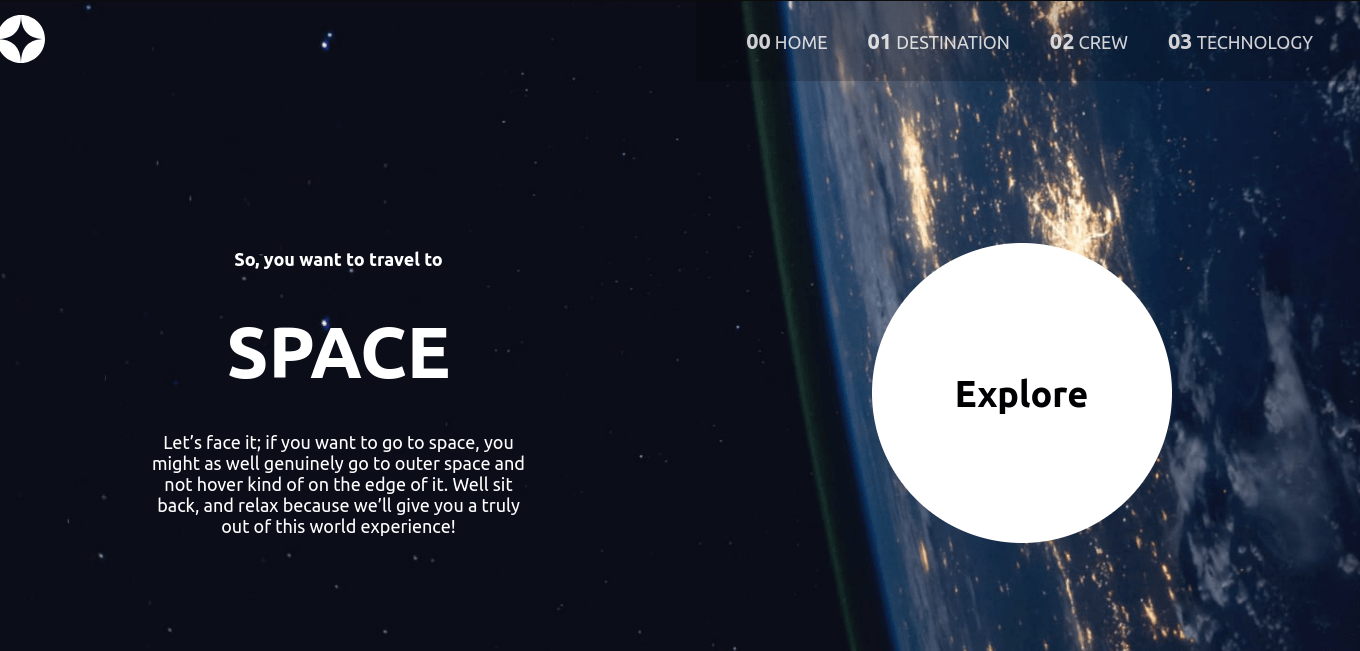 00 HOME 01 DESTINATION 02 CREW 03 TECHNOLOGY
So, you want to travel to
SPACE
Let’s face it; if you want to go to space, you
might as well genuinely go to outer space and
not hover kind of on the edge of it. Well sit
back, and relax because we’ll give you a truly
out of this world experience!
Explore